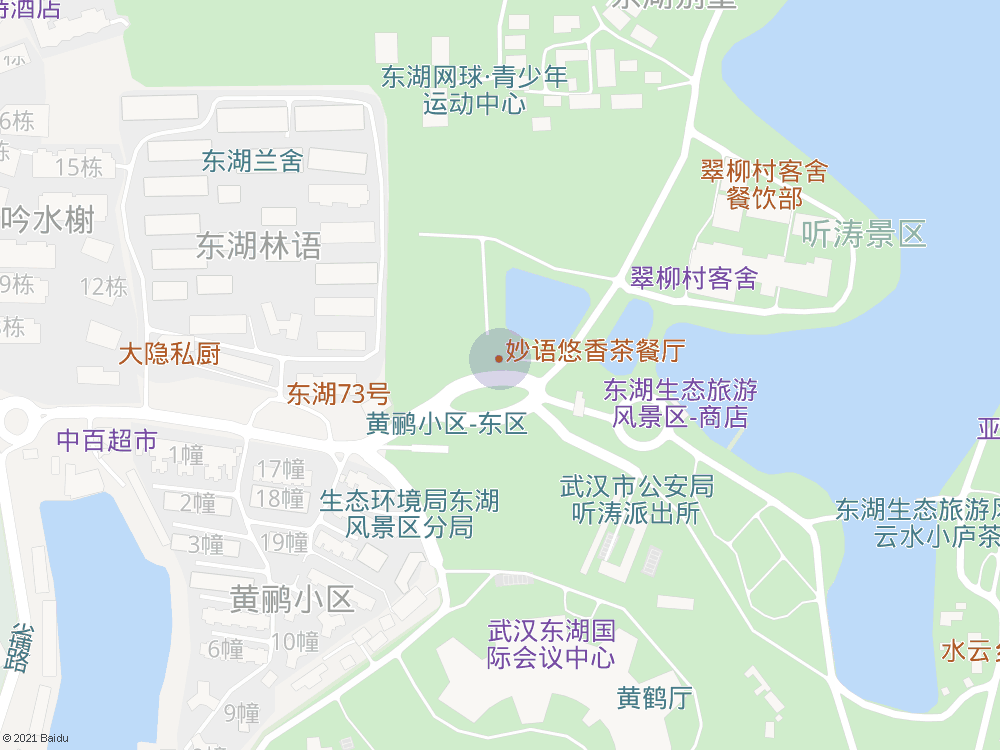 东湖网球·青少年
运动中心
6栋
15栋
东湖兰舍
翠柳村客舍
餐饮部
吟水榭
东湖林语
听涛景区
9栋
12栋
翠柳村客舍
大隐私厨
妙语悠香茶餐厅
东湖73号
东湖生态旅游
风景区-商店
黄鹂小区-东区
中百超市
1幢
17幢
2幢
18幢
生态环境局东湖
风景区分局
武汉市公安局
听涛派出所
东湖生态旅游
云水小庐茶
3幢
19幢
黄鹂小区
武汉东湖国
际会议中心
6幢
10幢
水云
黄鹤厅
9幢
© 2021 Baidu